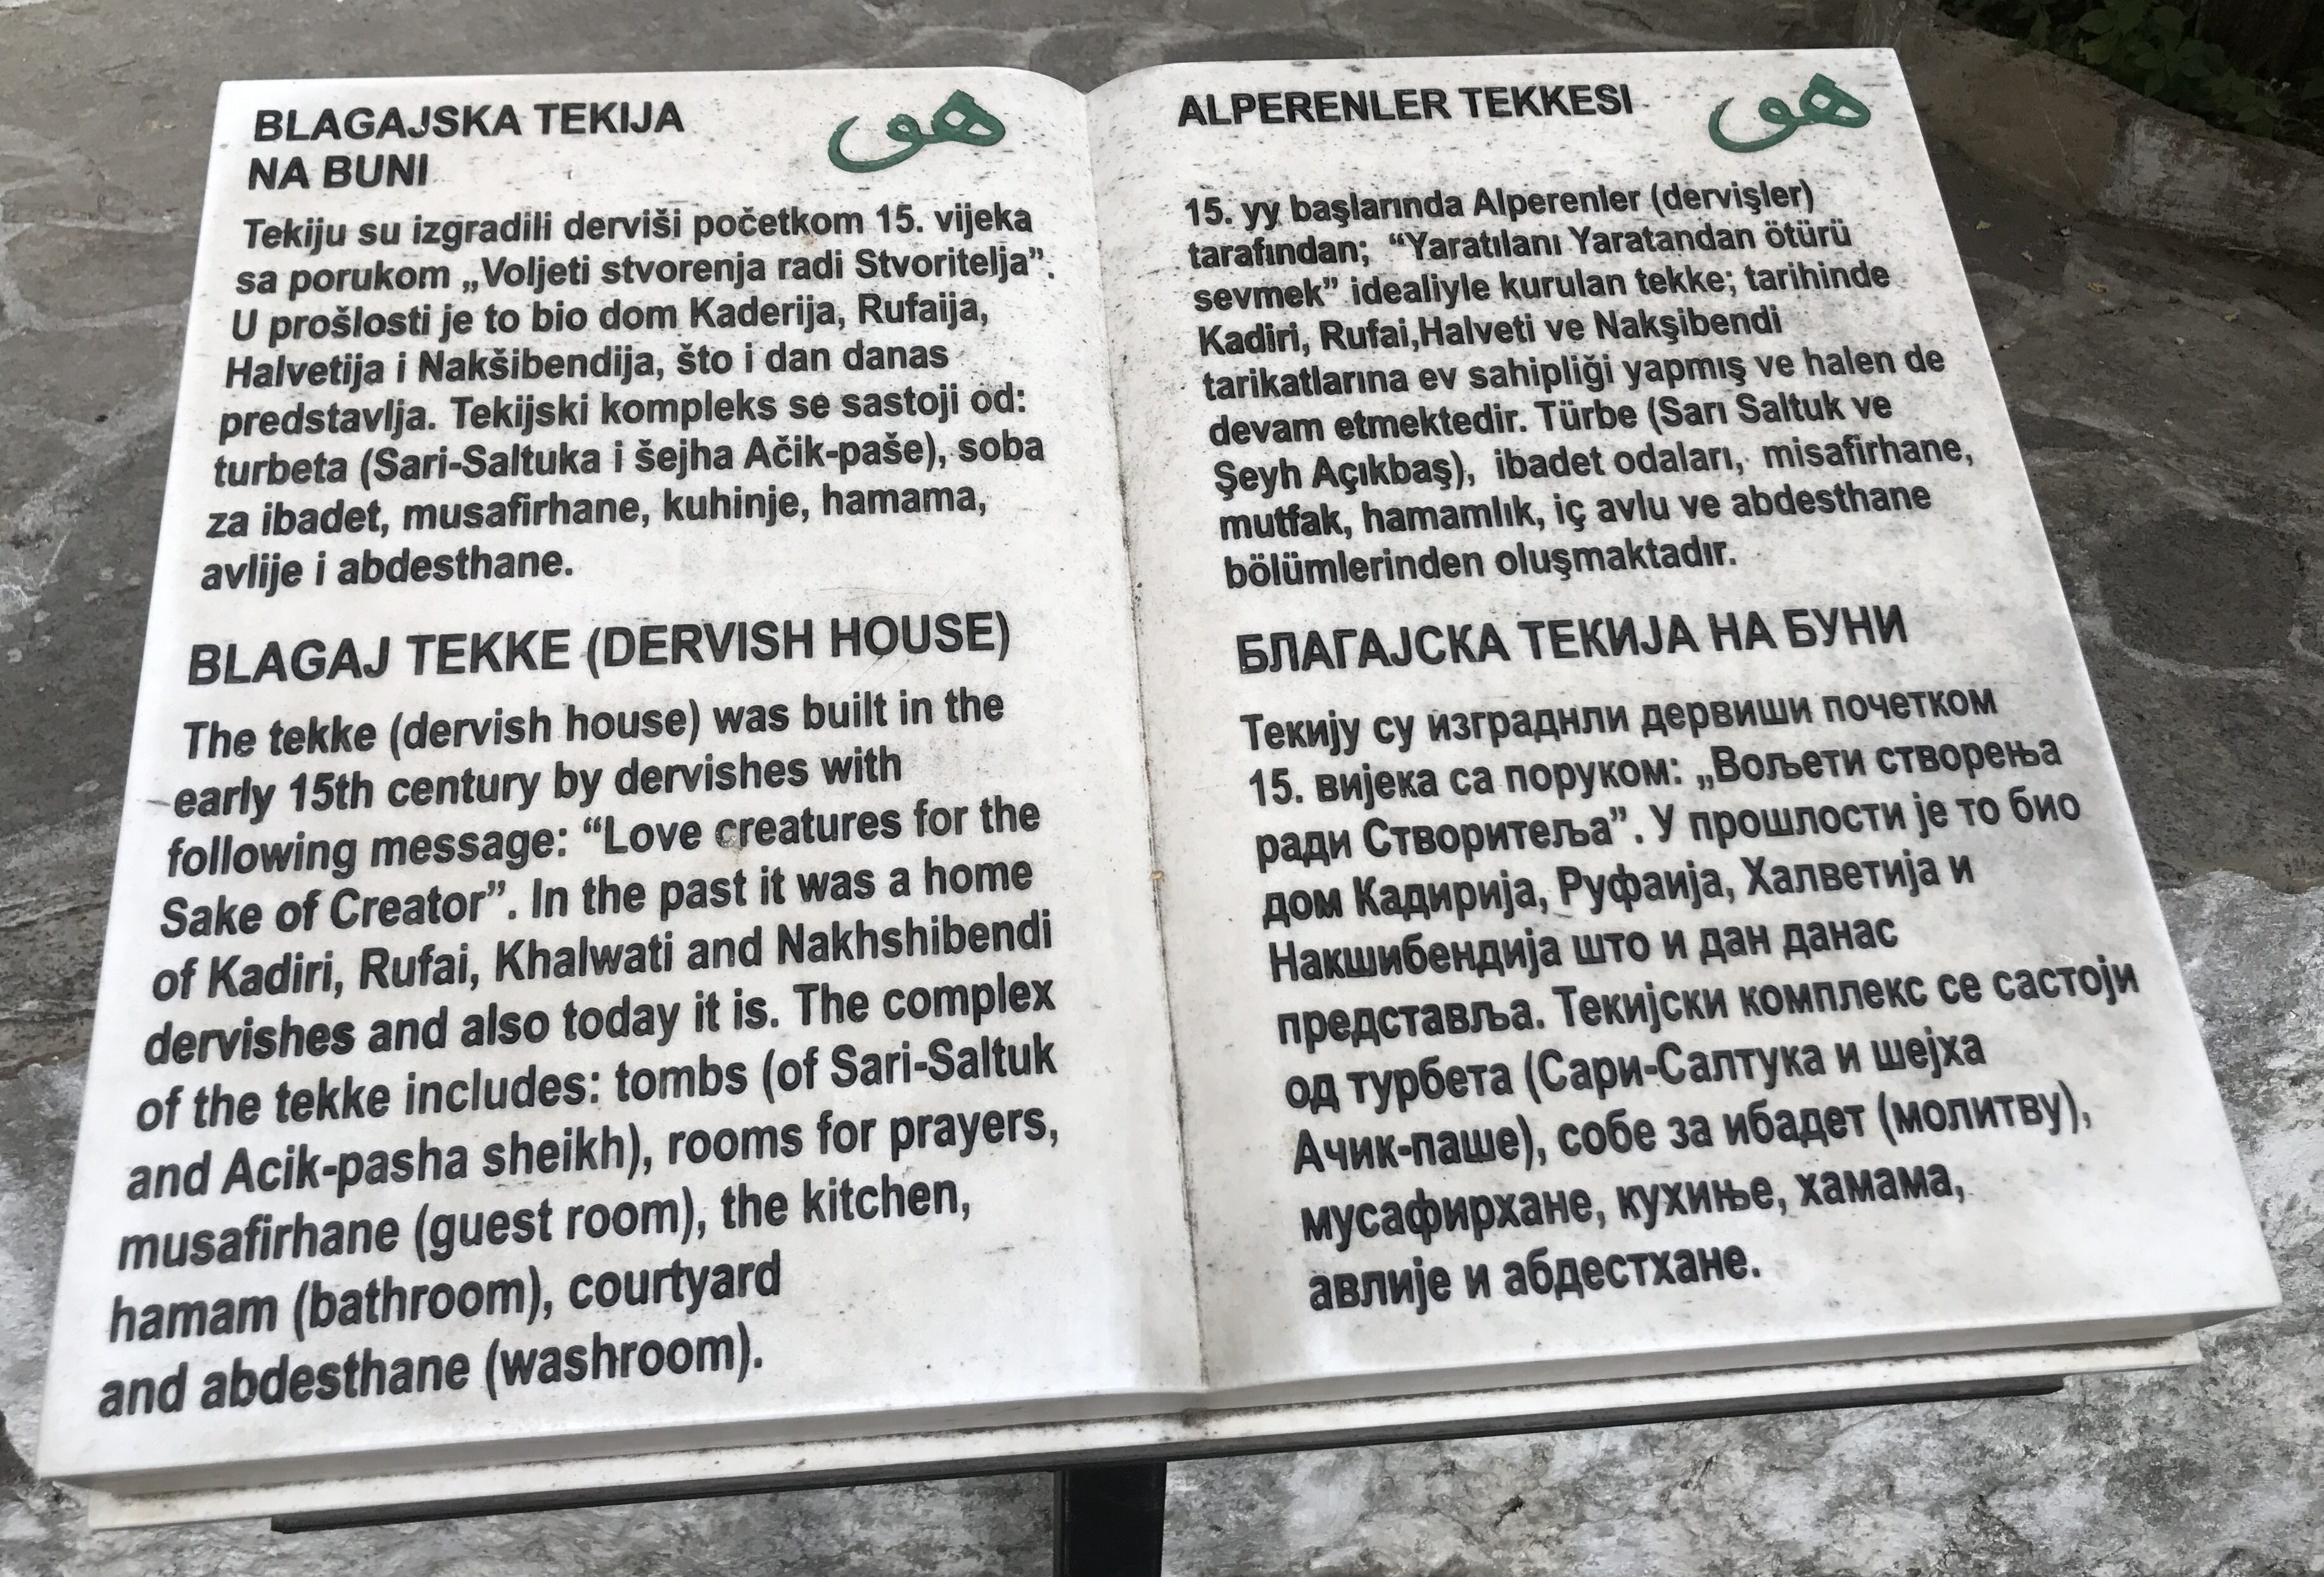 BLAGAJSKA TEKIJA
NA BUNI
هو
Tekiju su izgradili derviši početkom 15. vijeka
sa porukom „Voljeti stvorenja radi Stvoritelja”.
U prošlosti je to bio dom Kaderija, Rufaija,
Halvetija i Nakšibendija, što i dan danas
predstavlja. Tekijski kompleks se sastoji od:
turbeta (Sari-Saltuka i šejha Ačik-paše), soba
za ibadet, musafirhane, kuhinje, hamama,
avlije i abdesthane.
BLAGAJ TEKKE (DERVISH HOUSE)
The tekke (dervish house) was built in the
early 15th century by dervishes with
following message: “Love creatures for the
Sake of Creator”. In the past it was a home
of Kadiri, Rufai, Khalwati and Nakhshibendi
dervishes and also today it is. The complex
of the tekke includes: tombs (of Sari-Saltuk
and Acik-pasha sheikh), rooms for prayers,
musafirhane (guest room), the kitchen,
hamam (bathroom), courtyard
and abdesthane (washroom).
ALPERENLER TEKKESI
هو
15. yy başlarında Alperenler (dervişler)
tarafından; “Yaratılanı Yaratandan ötürü
sevmek” idealiyle kurulan tekke; tarihinde
Kadiri, Rufai,Halveti ve Nakşibendi
tarikatlarına ev sahipliği yapmış ve halen de
devam etmektedir. Türbe (Sarı Saltuk ve
Şeyh Açıkbaş), ibadet odaları, misafirhane,
mutfak, hamamlık, iç avlu ve abdesthane
bölümlerinden oluşmaktadır.
БЛАГАЈСКА ТЕКИЈА НА БУНИ
Текију су изграднли дервиши почетком
15. вијека са поруком: „Вољети створења
ради Створитеља”. У прошлости је то био
дом Кадирија, Руфаија, Халветија и
Накшибендија што и дан данас
представља. Текијски комплекс се састоји
од турбета (Сари-Салтука и шејха
Ачик-паше), собе за ибадет (молитву),
мусафирхане, кухиње, хамама,
авлије и абдестхане.